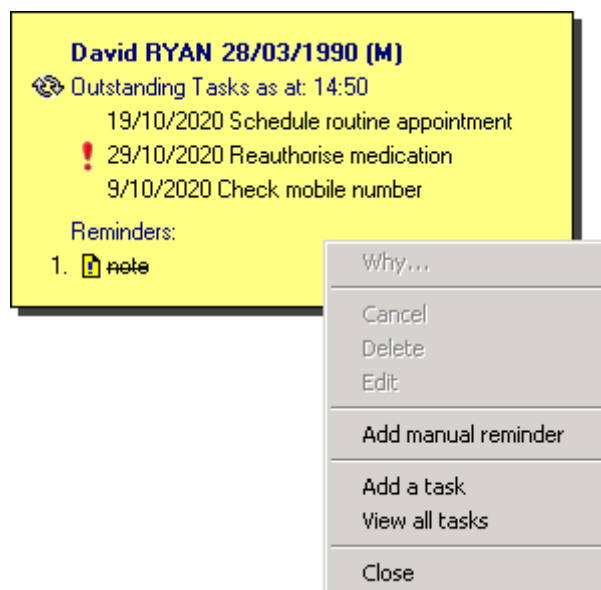 David RYAN 28/03/1990 (M)
Outstanding Tasks as at: 14:50
19/10/2020 Schedule routine appointment
29/10/2020 Reauthorise medication
9/10/2020 Check mobile number
Reminders:
1. note
Why...
Cancel
Delete
Edit
Add manual reminder
Add a task
View all tasks
Close